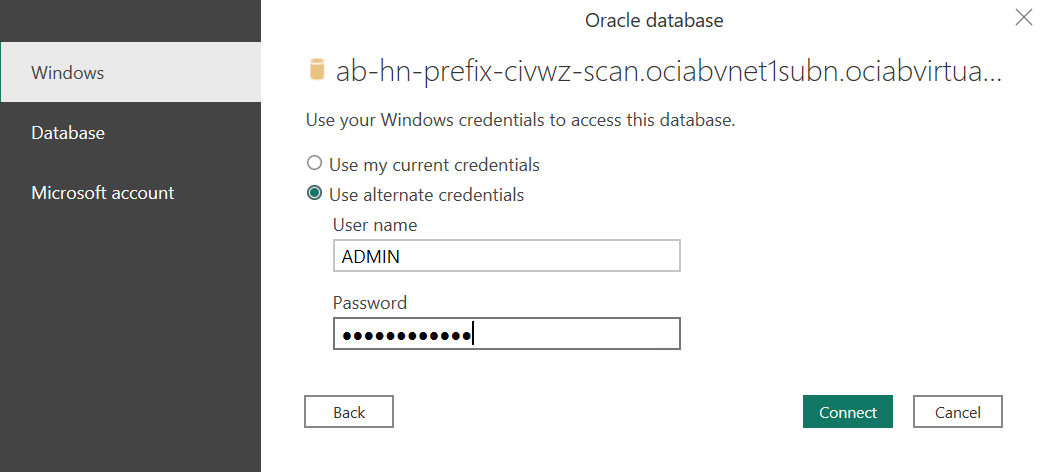 Oracle database
Windows
Database
Microsoft account
ab-hn-prefix-civwz-scan.ociabvnet1subn.ociabvirtua...
Use your Windows credentials to access this database.
Use my current credentials
Use alternate credentials
User name
ADMIN
Password
Back
Connect
Cancel